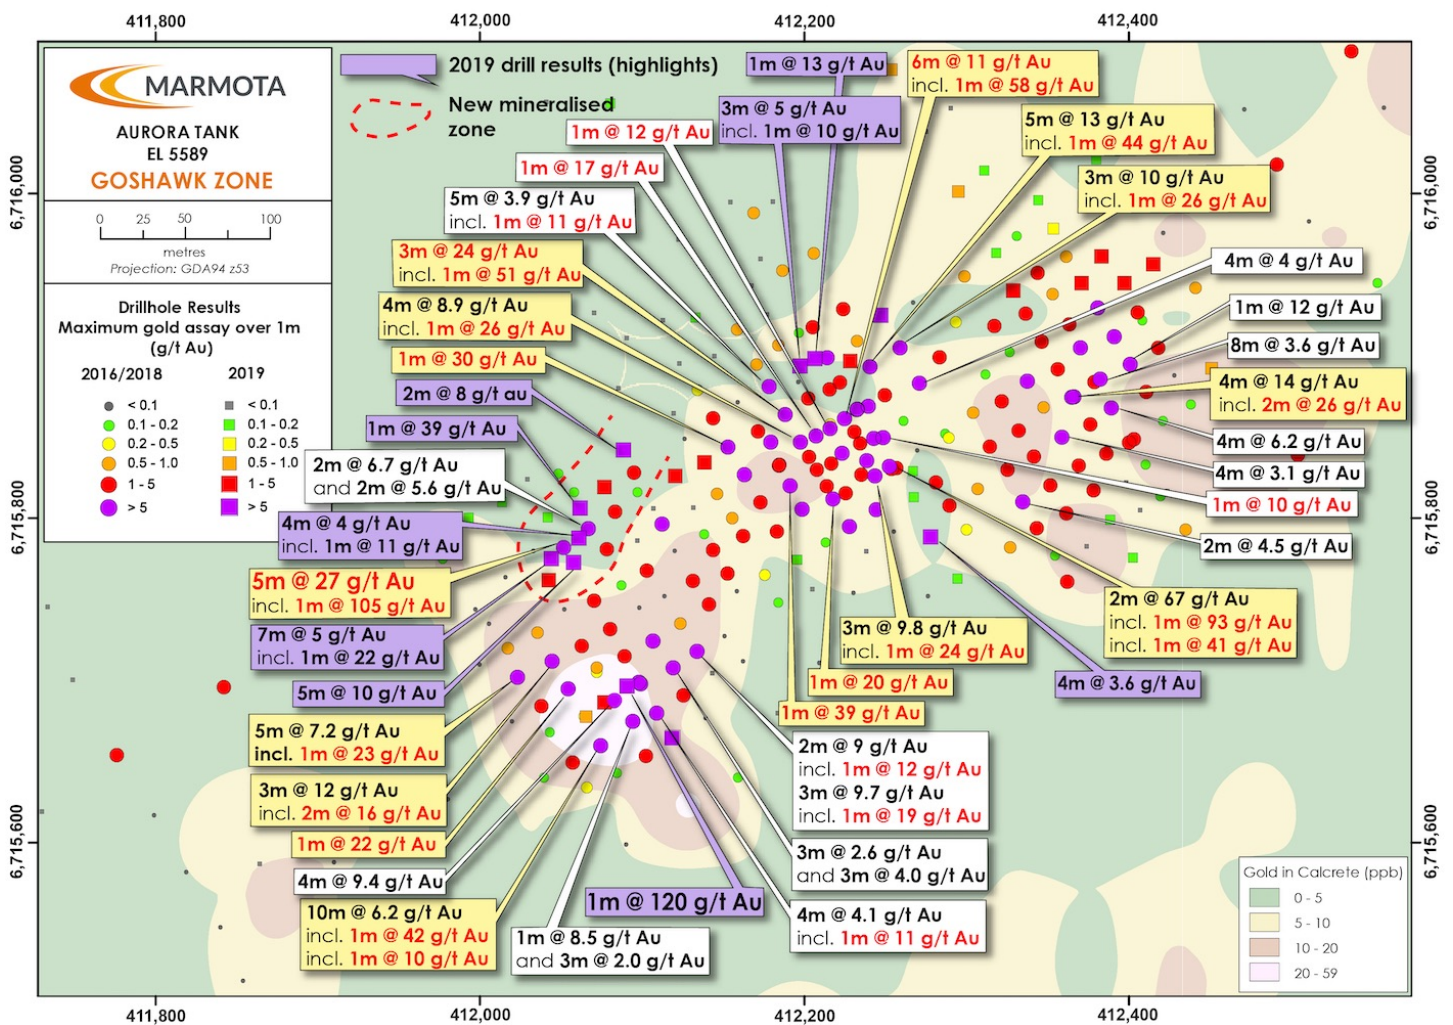 411,800
412,000
412,200
412,400
6,716,000
6,715,800
6,715,600
6,716,000
6,715,800
6,715,600
MARMOTA
AURORA TANK
EL 5589
GOSHAWK ZONE
0 25 50 100
metres
Projection: GDA94 z53
Drillhole Results
Maximum gold assay over 1m
(g/t Au)
2016/2018 2019
< 0.1 < 0.1
0.1 - 0.2 0.1 - 0.2
0.2 - 0.5 0.2 - 0.5
0.5 - 1.0 0.5 - 1.0
1 - 5 1 - 5
> 5 > 5
2019 drill results (highlights)
New mineralised
zone
1m @ 13 g/t Au
3m @ 5 g/t Au
incl. 1m @ 10 g/t Au
6m @ 11 g/t Au
incl. 1m @ 58 g/t Au
5m @ 13 g/t Au
incl. 1m @ 44 g/t Au
3m @ 10 g/t Au
incl. 1m @ 26 g/t Au
1m @ 12 g/t Au
1m @ 17 g/t Au
5m @ 3.9 g/t Au
incl. 1m @ 11 g/t Au
3m @ 24 g/t Au
incl. 1m @ 51 g/t Au
4m @ 8.9 g/t Au
incl. 1m @ 26 g/t Au
1m @ 30 g/t Au
2m @ 8 g/t au
1m @ 39 g/t Au
2m @ 6.7 g/t Au
and 2m @ 5.6 g/t Au
4m @ 4 g/t Au
incl. 1m @ 11 g/t Au
5m @ 27 g/t Au
incl. 1m @ 105 g/t Au
7m @ 5 g/t Au
incl. 1m @ 22 g/t Au
5m @ 10 g/t Au
5m @ 7.2 g/t Au
incl. 1m @ 23 g/t Au
3m @ 12 g/t Au
incl. 2m @ 16 g/t Au
1m @ 22 g/t Au
4m @ 9.4 g/t Au
10m @ 6.2 g/t Au
incl. 1m @ 42 g/t Au
incl. 1m @ 10 g/t Au
1m @ 8.5 g/t Au
and 3m @ 2.0 g/t Au
1m @ 120 g/t Au
4m @ 4 g/t Au
1m @ 12 g/t Au
8m @ 3.6 g/t Au
4m @ 14 g/t Au
incl. 2m @ 26 g/t Au
4m @ 6.2 g/t Au
4m @ 3.1 g/t Au
1m @ 10 g/t Au
2m @ 4.5 g/t Au
2m @ 67 g/t Au
incl. 1m @ 93 g/t Au
incl. 1m @ 41 g/t Au
4m @ 3.6 g/t Au
3m @ 9.8 g/t Au
incl. 1m @ 24 g/t Au
1m @ 20 g/t Au
1m @ 39 g/t Au
2m @ 9 g/t Au
incl. 1m @ 12 g/t Au
3m @ 9.7 g/t Au
incl. 1m @ 19 g/t Au
3m @ 2.6 g/t Au
and 3m @ 4.0 g/t Au
4m @ 4.1 g/t Au
incl. 1m @ 11 g/t Au
Gold in Calcrete (ppb)
0 - 5
5 - 10
10 - 20
20 - 59
411,800
412,000
412,200
412,400